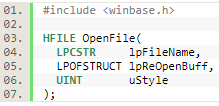 01. #include <winbase.h>
02.
03. HFILE OpenFile(
04. LPCSTR lpFileName,
05. LPOFSTRUCT lpReOpenBuff,
06. UINT uStyle
07. );